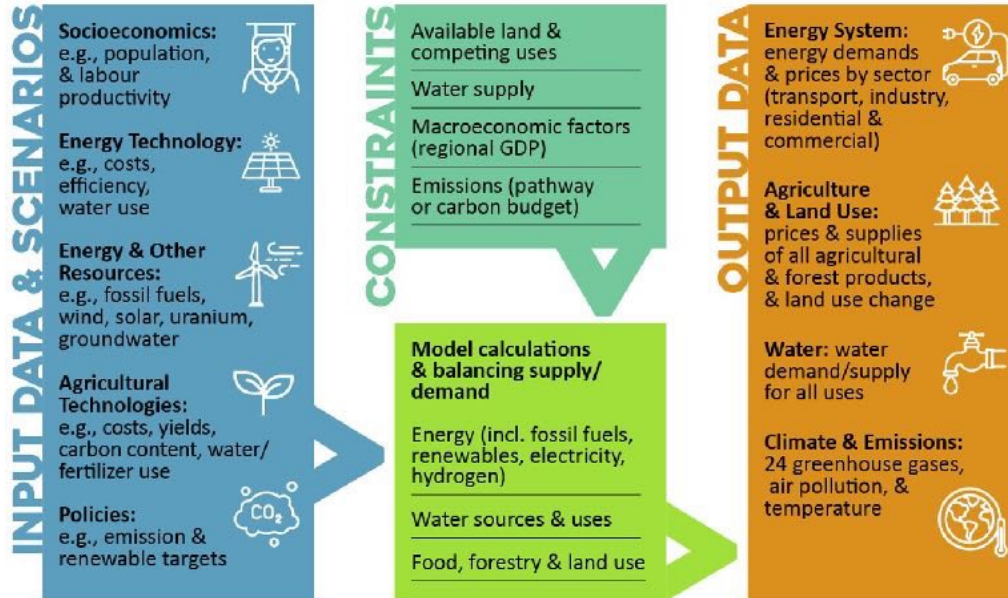 INPUT DATA & SCENARIOS
Socioeconomics:
e.g., population,
& labour
productivity
Energy Technology:
e.g., costs,
efficiency,
water use
Energy & Other
Resources:
e.g., fossil fuels,
wind, solar, uranium,
groundwater
Agricultural
Technologies:
e.g., costs, yields,
carbon content, water/
fertilizer use
Policies:
e.g., emission &
renewable targets
CO₂
CONSTRAINTS
Available land &
competing uses
Water supply
Macroeconomic factors
(regional GDP)
Emissions (pathway
or carbon budget)
Model calculations
& balancing supply/
demand
Energy (incl. fossil fuels,
renewables, electricity,
hydrogen)
Water sources & uses
Food, forestry & land use
OUTPUT DATA
Energy System:
energy demands
& prices by sector
(transport, industry,
residential &
commercial)
Agriculture
& Land Use:
prices & supplies
of all agricultural
& forest products,
& land use change
Water: water
demand/supply
for all uses
Climate & Emissions:
24 greenhouse gases,
air pollution, &
temperature